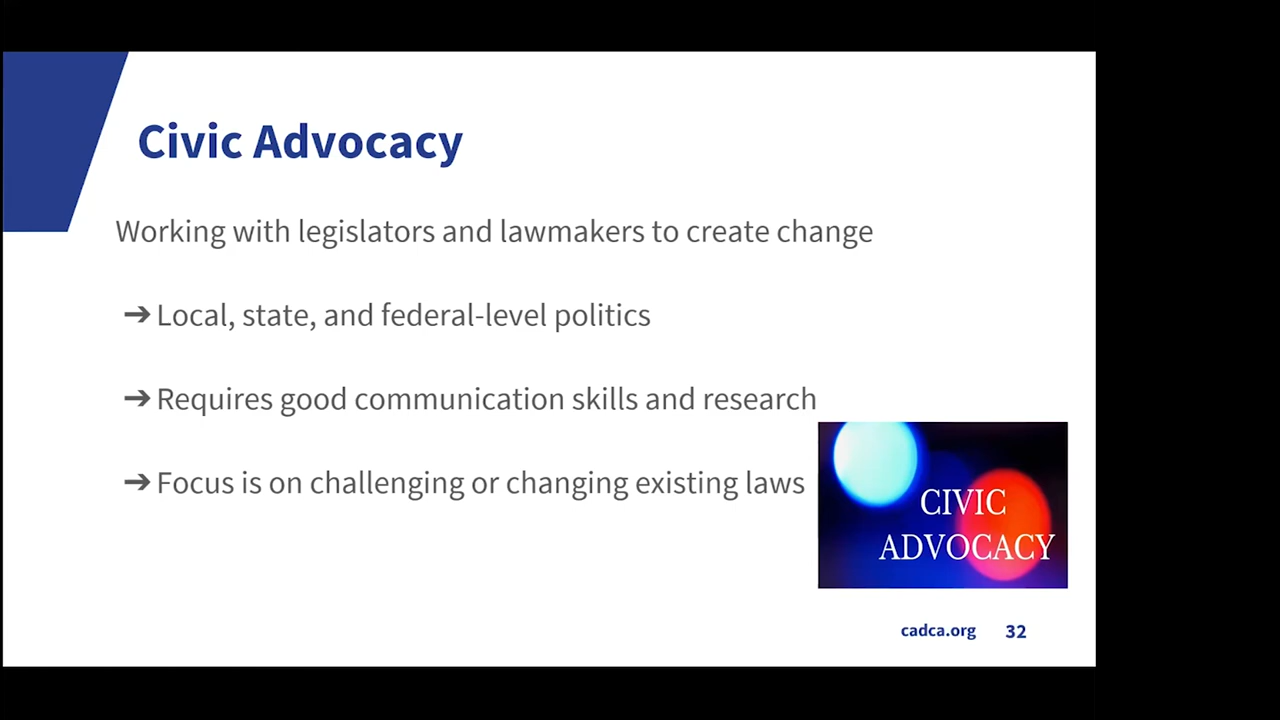 Civic Advocacy
Working with legislators and lawmakers to create change
➔ Local, state, and federal-level politics
➔ Requires good communication skills and research
➔ Focus is on challenging or changing existing laws
CIVIC
ADVOCACY
cadca.org 32